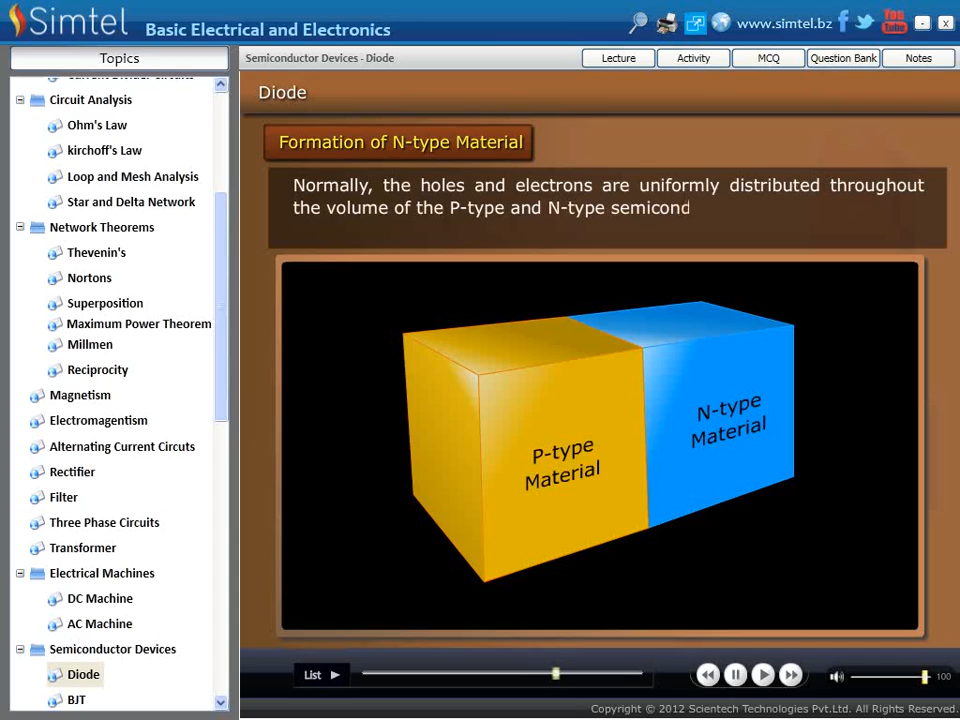 Simtel Basic Electrical and Electronics
www.simtel.bz
You Tube
Topics
Semiconductor Devices - Diode
Lecture
Activity
MCQ
Question Bank
Notes
Circuit Analysis
Ohm's Law
kirchoff's Law
Loop and Mesh Analysis
Star and Delta Network
Network Theorems
Thevenin's
Nortons
Superposition
Maximum Power Theorem
Millmen
Reciprocity
Magnetism
Electromagentism
Alternating Current Circuts
Rectifier
Filter
Three Phase Circuits
Transformer
Electrical Machines
DC Machine
AC Machine
Semiconductor Devices
Diode
BJT
Diode
Formation of N-type Material
Normally, the holes and electrons are uniformly distributed throughout
the volume of the P-type and N-type semicond
P-type
Material
N-type
Material
List
100
Copyright © 2012 Scientech Technologies Pvt.Ltd. All Rights Reserved.